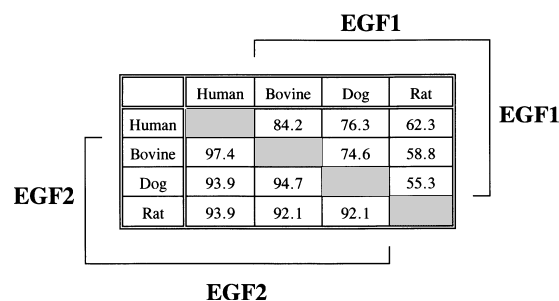 EGF1
Human Bovine Dog Rat
Human 84.2 76.3 62.3
EGF1
Bovine 97.4 74.6 58.8
Dog 93.9 94.7 55.3
EGF2
Rat 93.9 92.1 92.1
EGF2